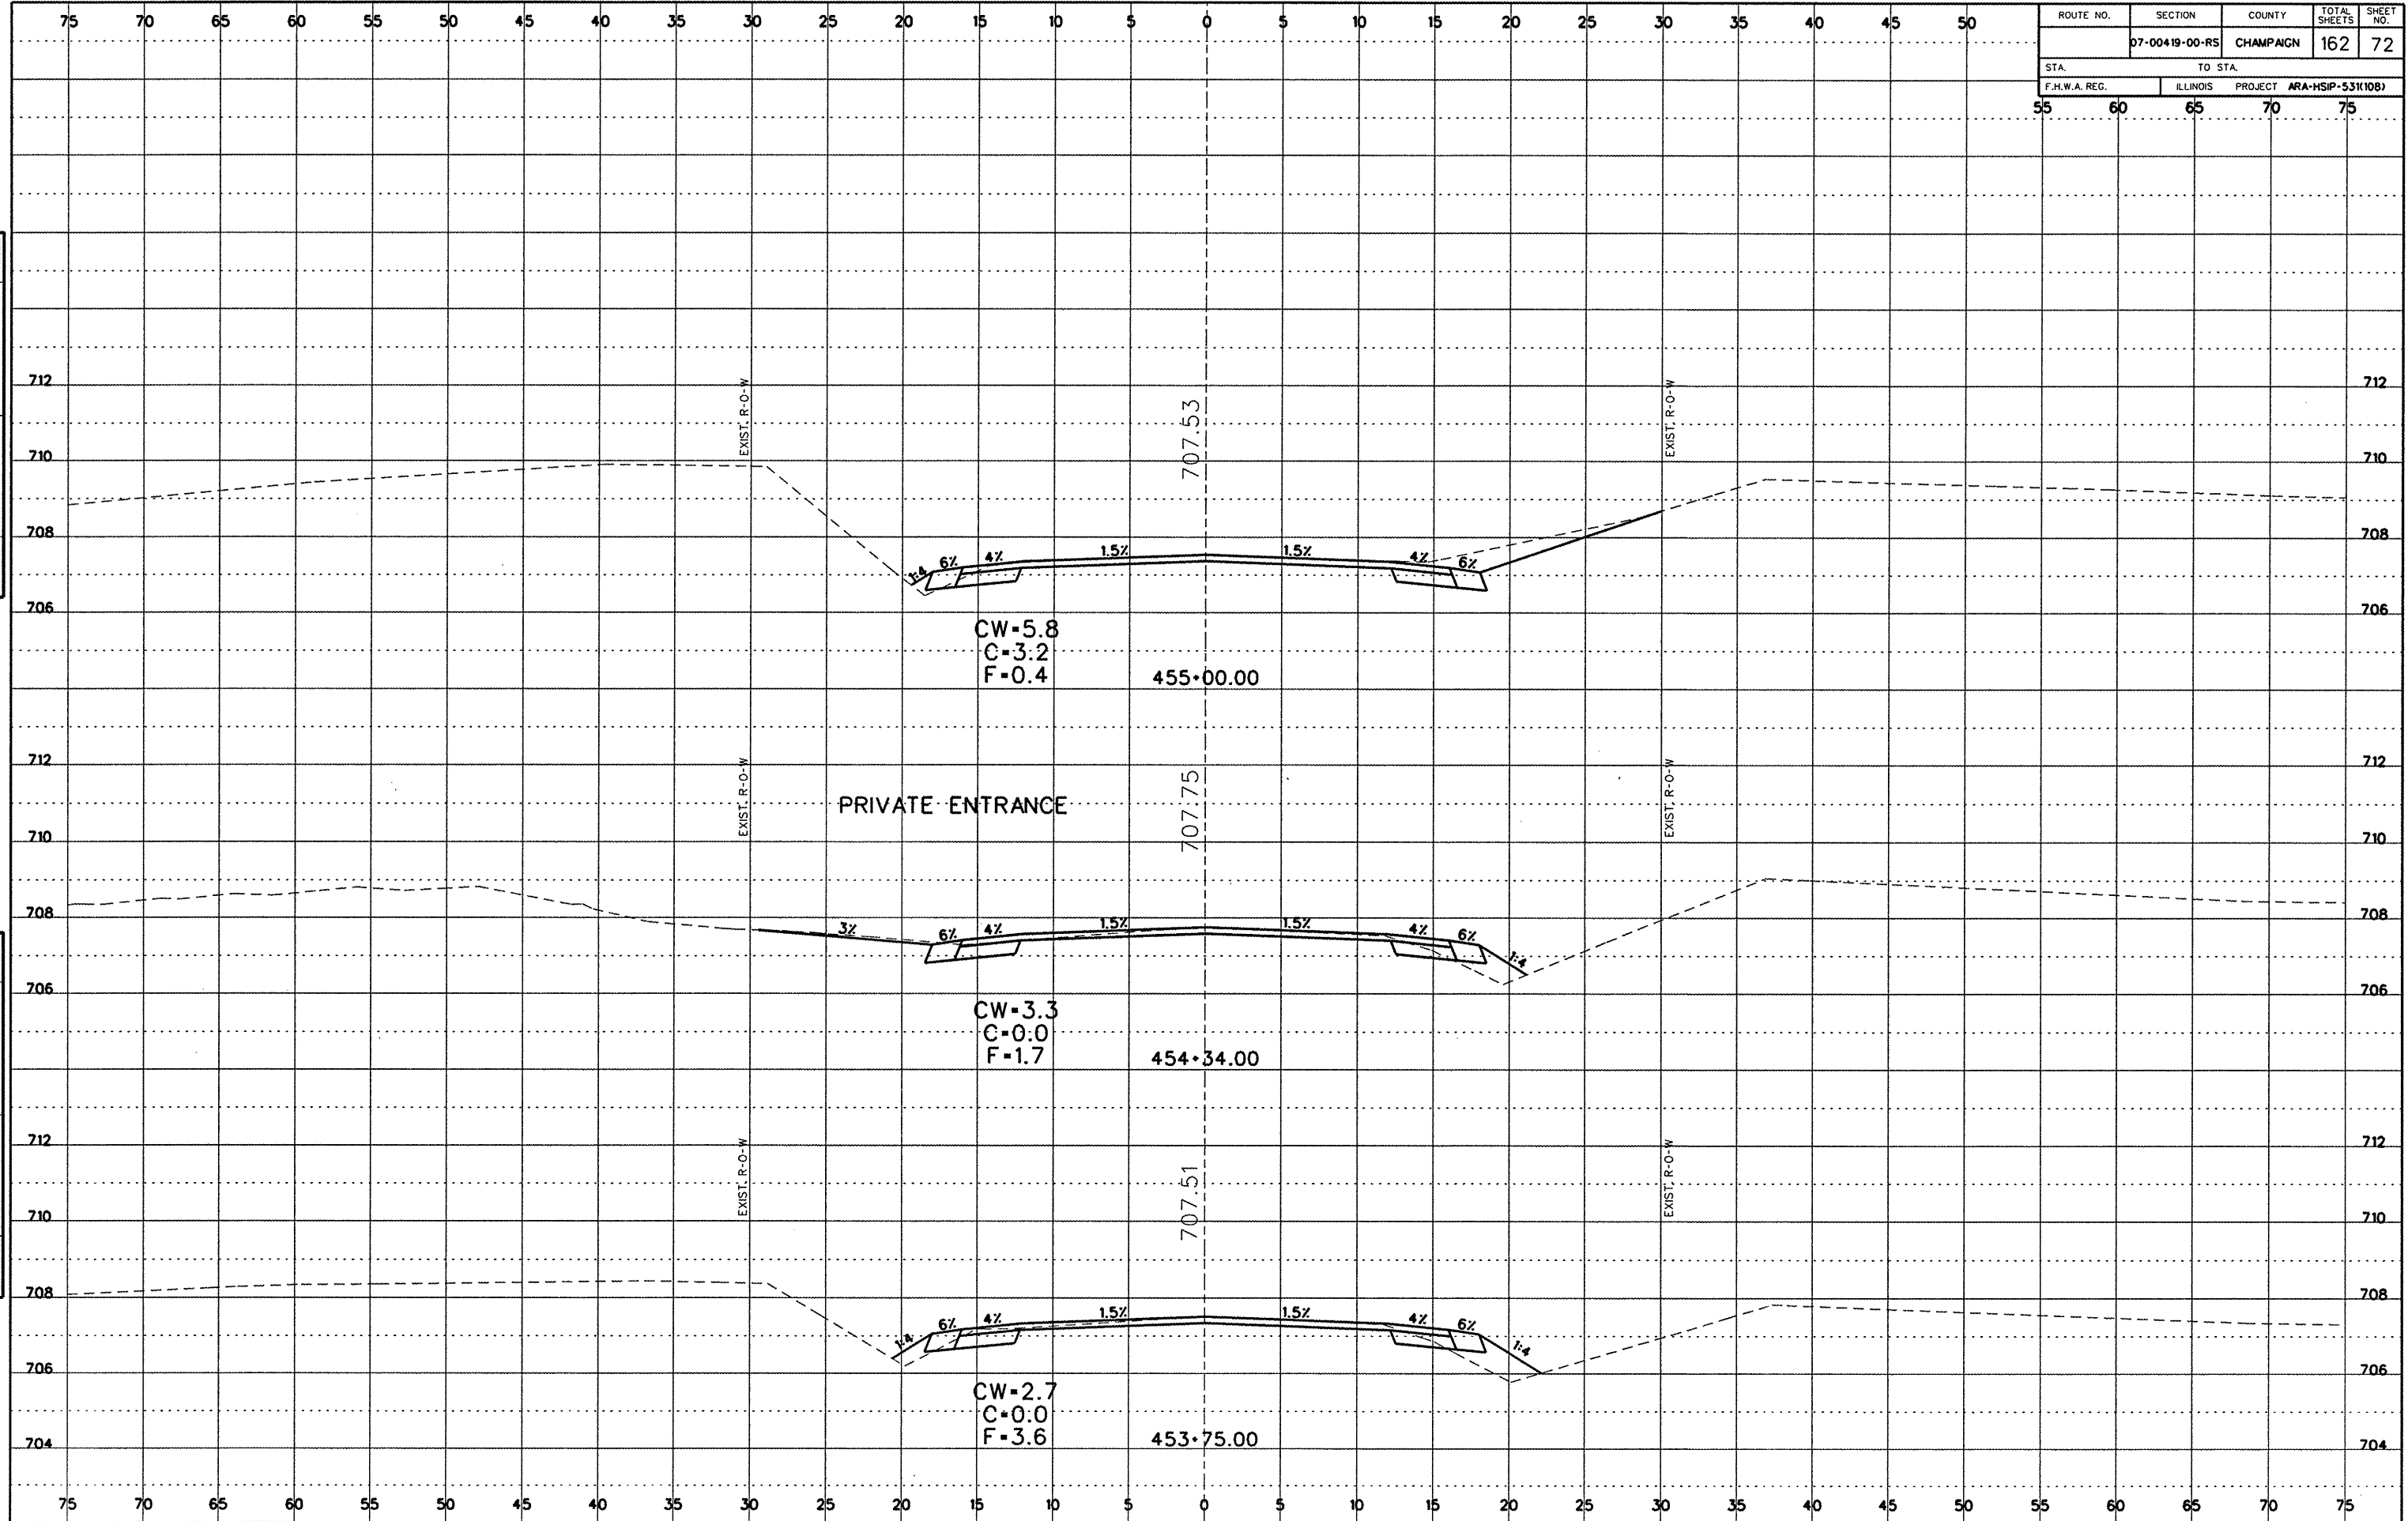 75 70 65 60 55 50 45 40 35 30 25 20 15 10 5 0 5 10 15 20 25 30 35 40 45 50
ROUTE NO. SECTION COUNTY TOTAL SHEETS SHEET NO.
07-00419-00-RS CHAMPAIGN 162 72
STA. TO STA.
F.H.W.A. REG. ILLINOIS PROJECT ARA-HSIP-531(108)
55 60 65 70 75
712 712
EXIST. R-O-W 707.53 EXIST. R-O-W
710 710
708 708
1:4 6% 4% 1.5% 1.5% 4% 6%
706 706
CW=5.8
C=3.2
F=0.4 455+00.00
712 712
EXIST. R-O-W 707.75 EXIST. R-O-W
PRIVATE ENTRANCE
710 710
708 708
3% 6% 4% 1.5% 1.5% 4% 6% 1:4
706 706
CW=3.3
C=0.0
F=1.7 454+34.00
712 712
EXIST. R-O-W 707.51 EXIST. R-O-W
710 710
708 708
1:4 6% 4% 1.5% 1.5% 4% 6% 1:4
706 706
CW=2.7
C=0.0
F=3.6 453+75.00
704 704
75 70 65 60 55 50 45 40 35 30 25 20 15 10 5 0 5 10 15 20 25 30 35 40 45 50 55 60 65 70 75